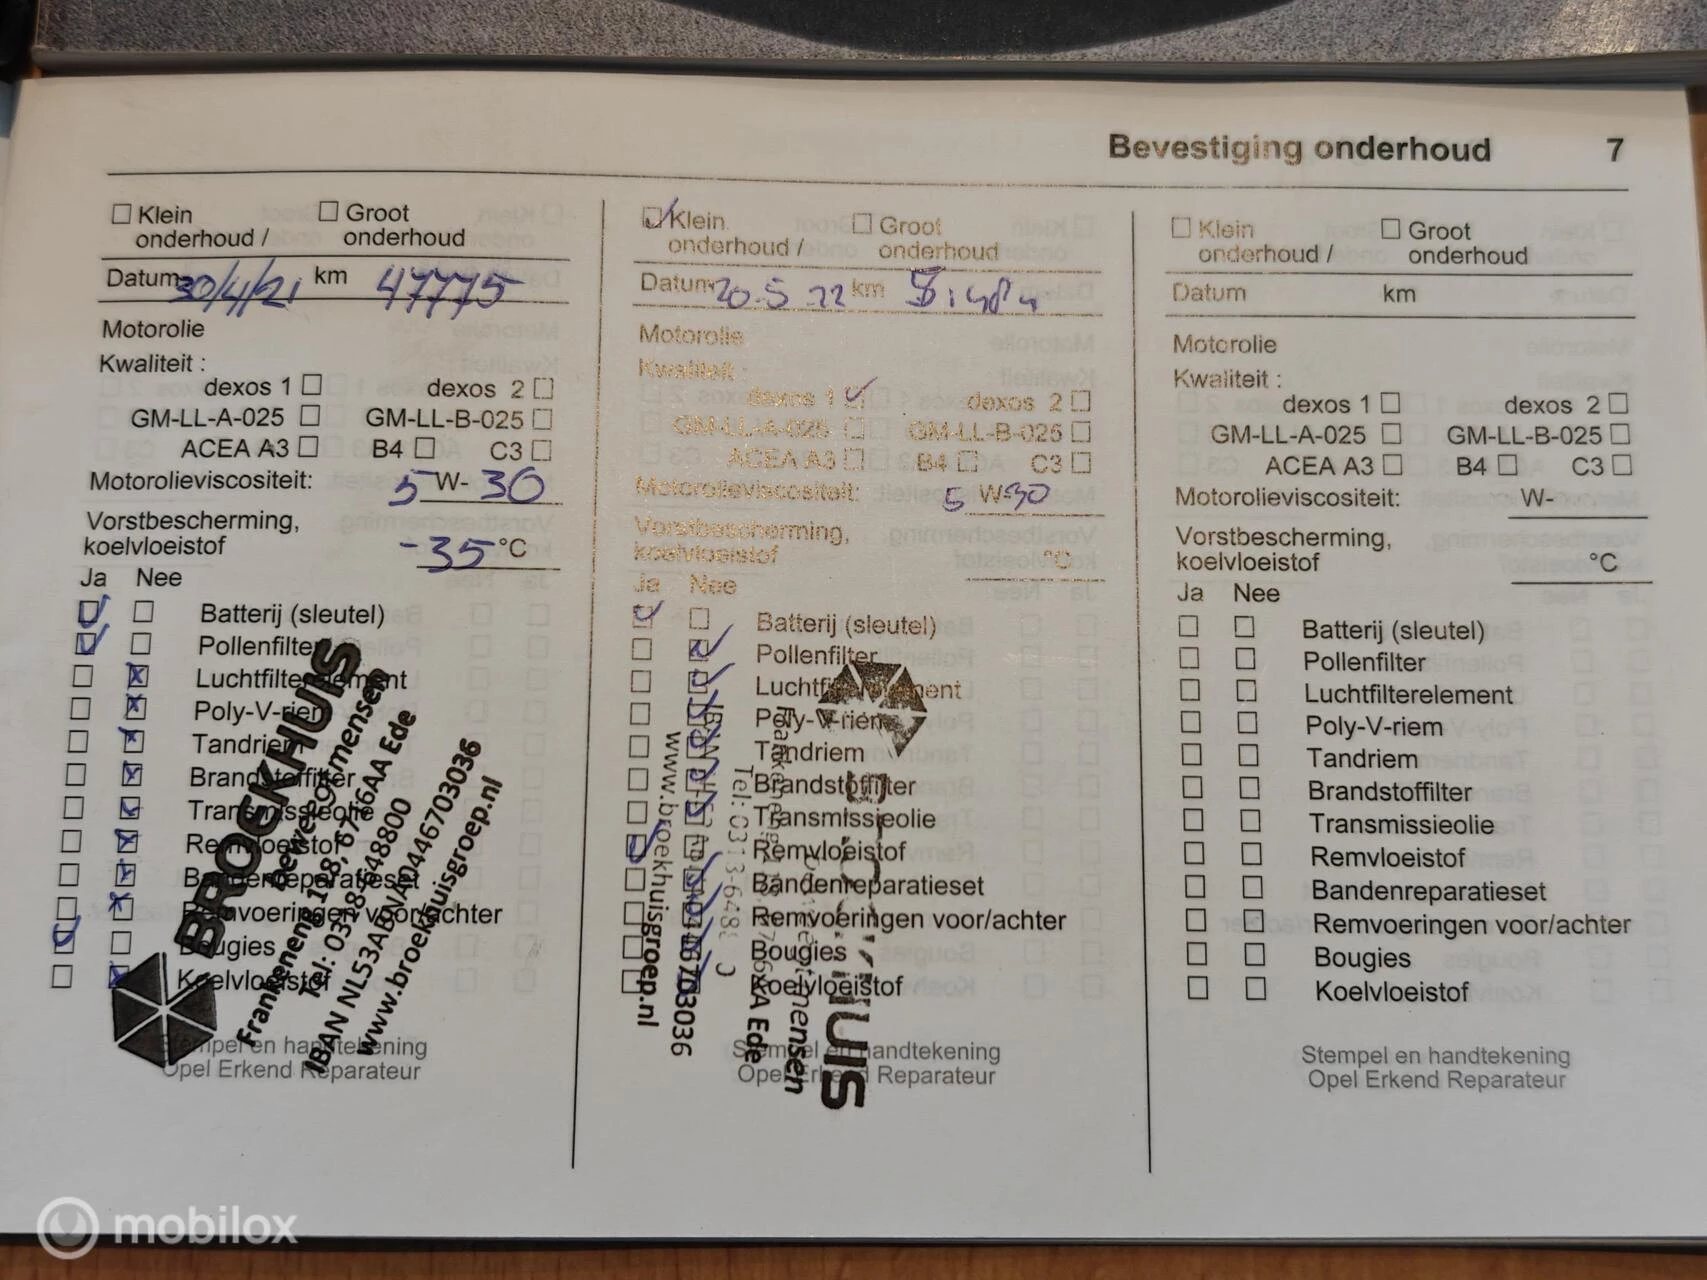 Bevestiging onderhoud 7
☐ Klein onderhoud / ☐ Groot onderhoud
Datum 30/4/21 km 47775
Motorolie
Kwaliteit :
dexos 1 ☐ dexos 2 ☐
GM-LL-A-025 ☐ GM-LL-B-025 ☐
ACEA A3 ☐ B4 ☐ C3 ☐
Motorolieviscositeit: 5 W- 30
Vorstbescherming,
koelvloeistof -35 °C
Ja Nee
Batterij (sleutel)
Pollenfilter
Luchtfilterelement
Poly-V-riem
Tandriem
Brandstoffilter
Transmissieolie
Remvloeistof
Bandenreparatieset
Remvoeringen voor/achter
Bougies
Koelvloeistof
Stempel en handtekening
Opel Erkend Reparateur
BROEKHUIS
www.broekhuisgroep.nl
Klein onderhoud / ☐ Groot onderhoud
Datum 20.5.22 km
Motorolie
Kwaliteit :
dexos 1 dexos 2 ☐
GM-LL-A-025 ☐ GM-LL-B-025 ☐
ACEA A3 ☐ B4 ☐ C3 ☐
Motorolieviscositeit: 5 W-30
Vorstbescherming,
koelvloeistof °C
Ja Nee
Batterij (sleutel)
Pollenfilter
Luchtfilterelement
Poly-V-riem
Tandriem
Brandstoffilter
Transmissieolie
Remvloeistof
Bandenreparatieset
Remvoeringen voor/achter
Bougies
Koelvloeistof
Stempel en handtekening
Opel Erkend Reparateur
www.broekhuisgroep.nl
☐ Klein onderhoud / ☐ Groot onderhoud
Datum km
Motorolie
Kwaliteit :
dexos 1 ☐ dexos 2 ☐
GM-LL-A-025 ☐ GM-LL-B-025 ☐
ACEA A3 ☐ B4 ☐ C3 ☐
Motorolieviscositeit: W-
Vorstbescherming,
koelvloeistof °C
Ja Nee
☐ ☐ Batterij (sleutel)
☐ ☐ Pollenfilter
☐ ☐ Luchtfilterelement
☐ ☐ Poly-V-riem
☐ ☐ Tandriem
☐ ☐ Brandstoffilter
☐ ☐ Transmissieolie
☐ ☐ Remvloeistof
☐ ☐ Bandenreparatieset
☐ ☐ Remvoeringen voor/achter
☐ ☐ Bougies
☐ ☐ Koelvloeistof
Stempel en handtekening
Opel Erkend Reparateur
mobilox